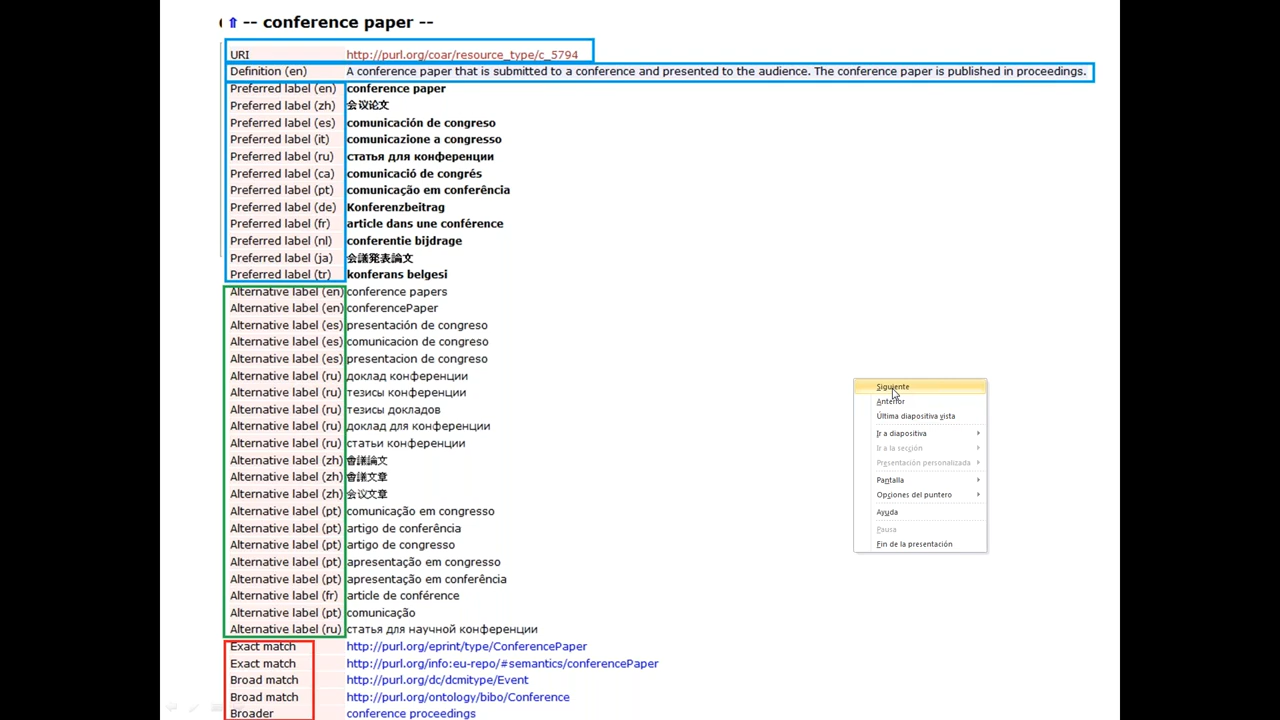 ⇑ -- conference paper --
URI http://purl.org/coar/resource_type/c_5794
Definition (en) A conference paper that is submitted to a conference and presented to the audience. The conference paper is published in proceedings.
Preferred label (en) conference paper
Preferred label (zh) 会议论文
Preferred label (es) comunicación de congreso
Preferred label (it) comunicazione a congresso
Preferred label (ru) статья для конференции
Preferred label (ca) comunicació de congrés
Preferred label (pt) comunicação em conferência
Preferred label (de) Konferenzbeitrag
Preferred label (fr) article dans une conférence
Preferred label (nl) conferentie bijdrage
Preferred label (ja) 会議発表論文
Preferred label (tr) konferans belgesi
Alternative label (en) conference papers
Alternative label (en) conferencePaper
Alternative label (es) presentación de congreso
Alternative label (es) comunicacion de congreso
Alternative label (es) presentacion de congreso
Alternative label (ru) доклад конференции
Alternative label (ru) тезисы конференции
Alternative label (ru) тезисы докладов
Alternative label (ru) доклад для конференции
Alternative label (ru) статьи конференции
Alternative label (zh) 會議論文
Alternative label (zh) 會議文章
Alternative label (zh) 会议文章
Alternative label (pt) comunicação em congresso
Alternative label (pt) artigo de conferência
Alternative label (pt) artigo de congresso
Alternative label (pt) apresentação em congresso
Alternative label (pt) apresentação em conferência
Alternative label (fr) article de conférence
Alternative label (pt) comunicação
Alternative label (ru) статья для научной конференции
Exact match http://purl.org/eprint/type/ConferencePaper
Exact match http://purl.org/info:eu-repo/#semantics/conferencePaper
Broad match http://purl.org/dc/dcmitype/Event
Broad match http://purl.org/ontology/bibo/Conference
Broader conference proceedings
Siguiente
Anterior
Última diapositiva vista
Ir a diapositiva
Ir a la sección
Presentación personalizada
Pantalla
Opciones del puntero
Ayuda
Pausa
Fin de la presentación